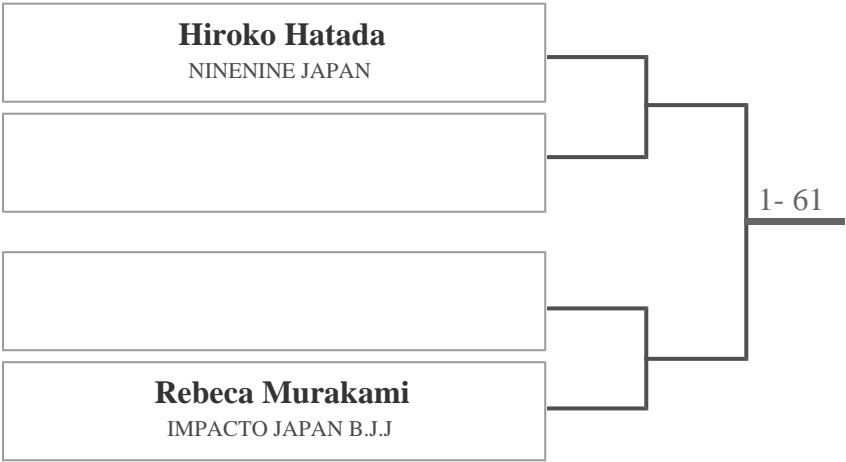 Hiroko Hatada
NINENINE JAPAN
1- 61
Rebeca Murakami
IMPACTO JAPAN B.J.J